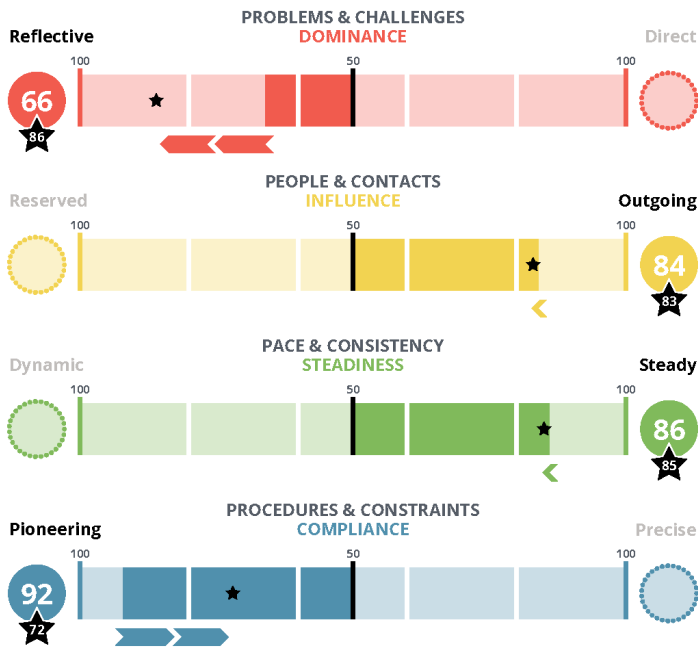 PROBLEMS & CHALLENGES
Reflective DOMINANCE Direct
100 50 100
66
86
PEOPLE & CONTACTS
Reserved INFLUENCE Outgoing
100 50 100
84
83
PACE & CONSISTENCY
Dynamic STEADINESS Steady
100 50 100
86
85
PROCEDURES & CONSTRAINTS
Pioneering COMPLIANCE Precise
100 50 100
92
72